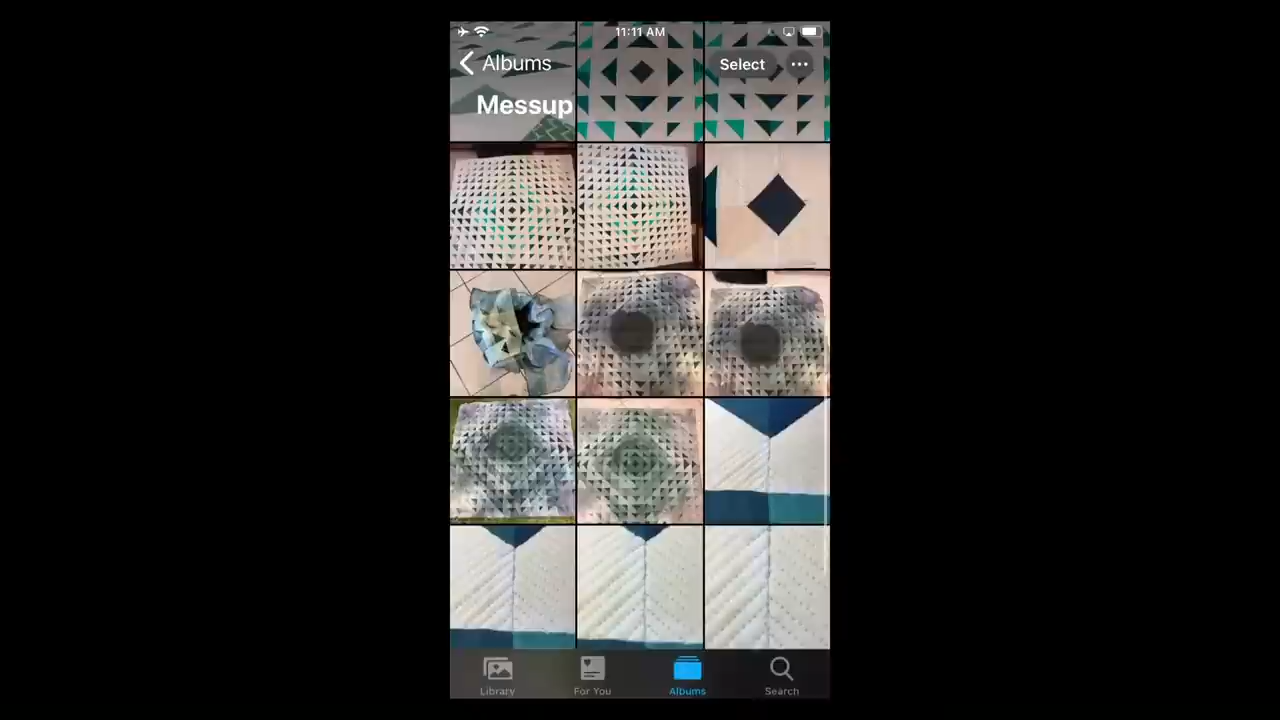 11:11 AM
Albums
Select
Messup
Library
For You
Albums
Search